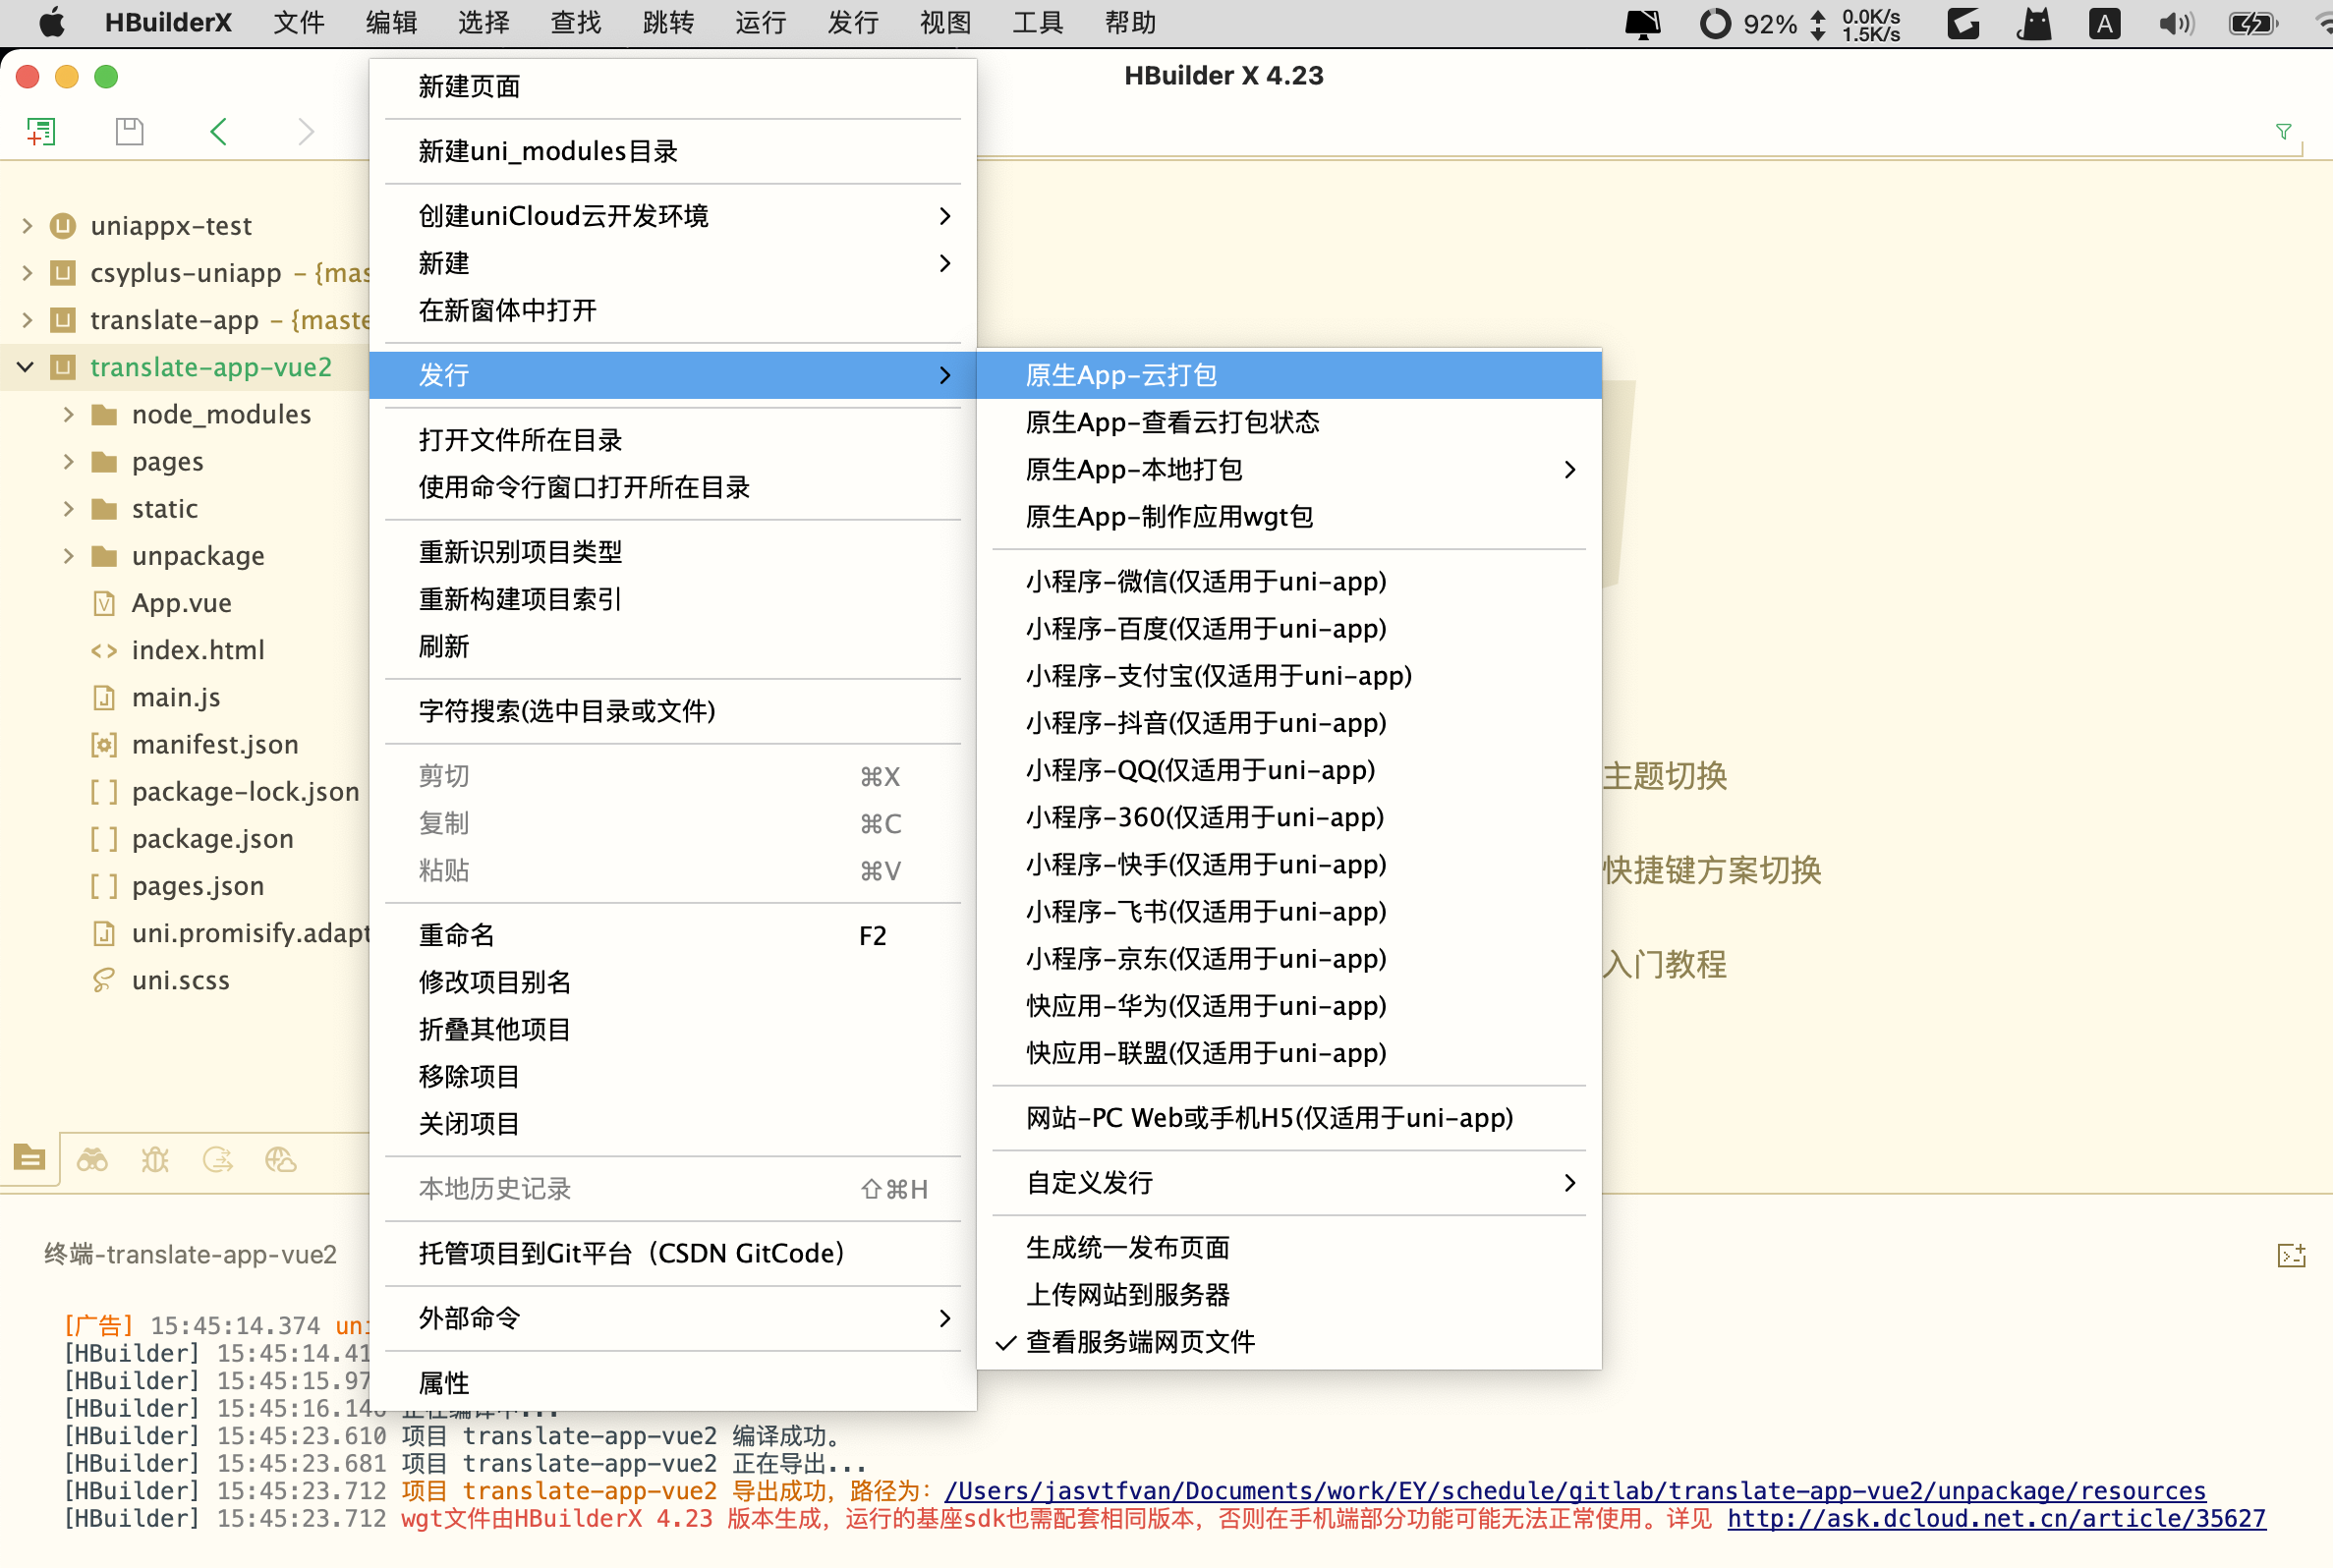 HBuilderX 文件 编辑 选择 查找 跳转 运行 发行 视图 工具 帮助 92% 0.0K/s A
1.5K/s
HBuilder X 4.23
uniappx-test
csyplus-uniapp - {mas
translate-app - {maste
translate-app-vue2
node_modules
pages
static
unpackage
App.vue
index.html
main.js
manifest.json
package-lock.json
package.json
pages.json
uni.promisify.adapt
uni.scss
新建页面
新建uni_modules目录
创建uniCloud云开发环境
新建
在新窗体中打开
发行
打开文件所在目录
使用命令行窗口打开所在目录
重新识别项目类型
重新构建项目索引
刷新
字符搜索(选中目录或文件)
剪切 ⌘X
复制 ⌘C
粘贴 ⌘V
重命名 F2
修改项目别名
折叠其他项目
移除项目
关闭项目
本地历史记录 ⇧⌘H
托管项目到Git平台（CSDN GitCode）
外部命令
属性
原生App-云打包
原生App-查看云打包状态
原生App-本地打包
原生App-制作应用wgt包
小程序-微信(仅适用于uni-app)
小程序-百度(仅适用于uni-app)
小程序-支付宝(仅适用于uni-app)
小程序-抖音(仅适用于uni-app)
小程序-QQ(仅适用于uni-app)
小程序-360(仅适用于uni-app)
小程序-快手(仅适用于uni-app)
小程序-飞书(仅适用于uni-app)
小程序-京东(仅适用于uni-app)
快应用-华为(仅适用于uni-app)
快应用-联盟(仅适用于uni-app)
网站-PC Web或手机H5(仅适用于uni-app)
自定义发行
生成统一发布页面
上传网站到服务器
✓ 查看服务端网页文件
主题切换
快捷键方案切换
入门教程
终端-translate-app-vue2
[广告] 15:45:14.374 uni
[HBuilder] 15:45:14.41
[HBuilder] 15:45:15.97
[HBuilder] 15:45:16.146 正在编译中...
[HBuilder] 15:45:23.610 项目 translate-app-vue2 编译成功。
[HBuilder] 15:45:23.681 项目 translate-app-vue2 正在导出...
[HBuilder] 15:45:23.712 项目 translate-app-vue2 导出成功，路径为：/Users/jasvtfvan/Documents/work/EY/schedule/gitlab/translate-app-vue2/unpackage/resources
[HBuilder] 15:45:23.712 wgt文件由HBuilderX 4.23 版本生成，运行的基座sdk也需配套相同版本，否则在手机端部分功能可能无法正常使用。详见 http://ask.dcloud.net.cn/article/35627